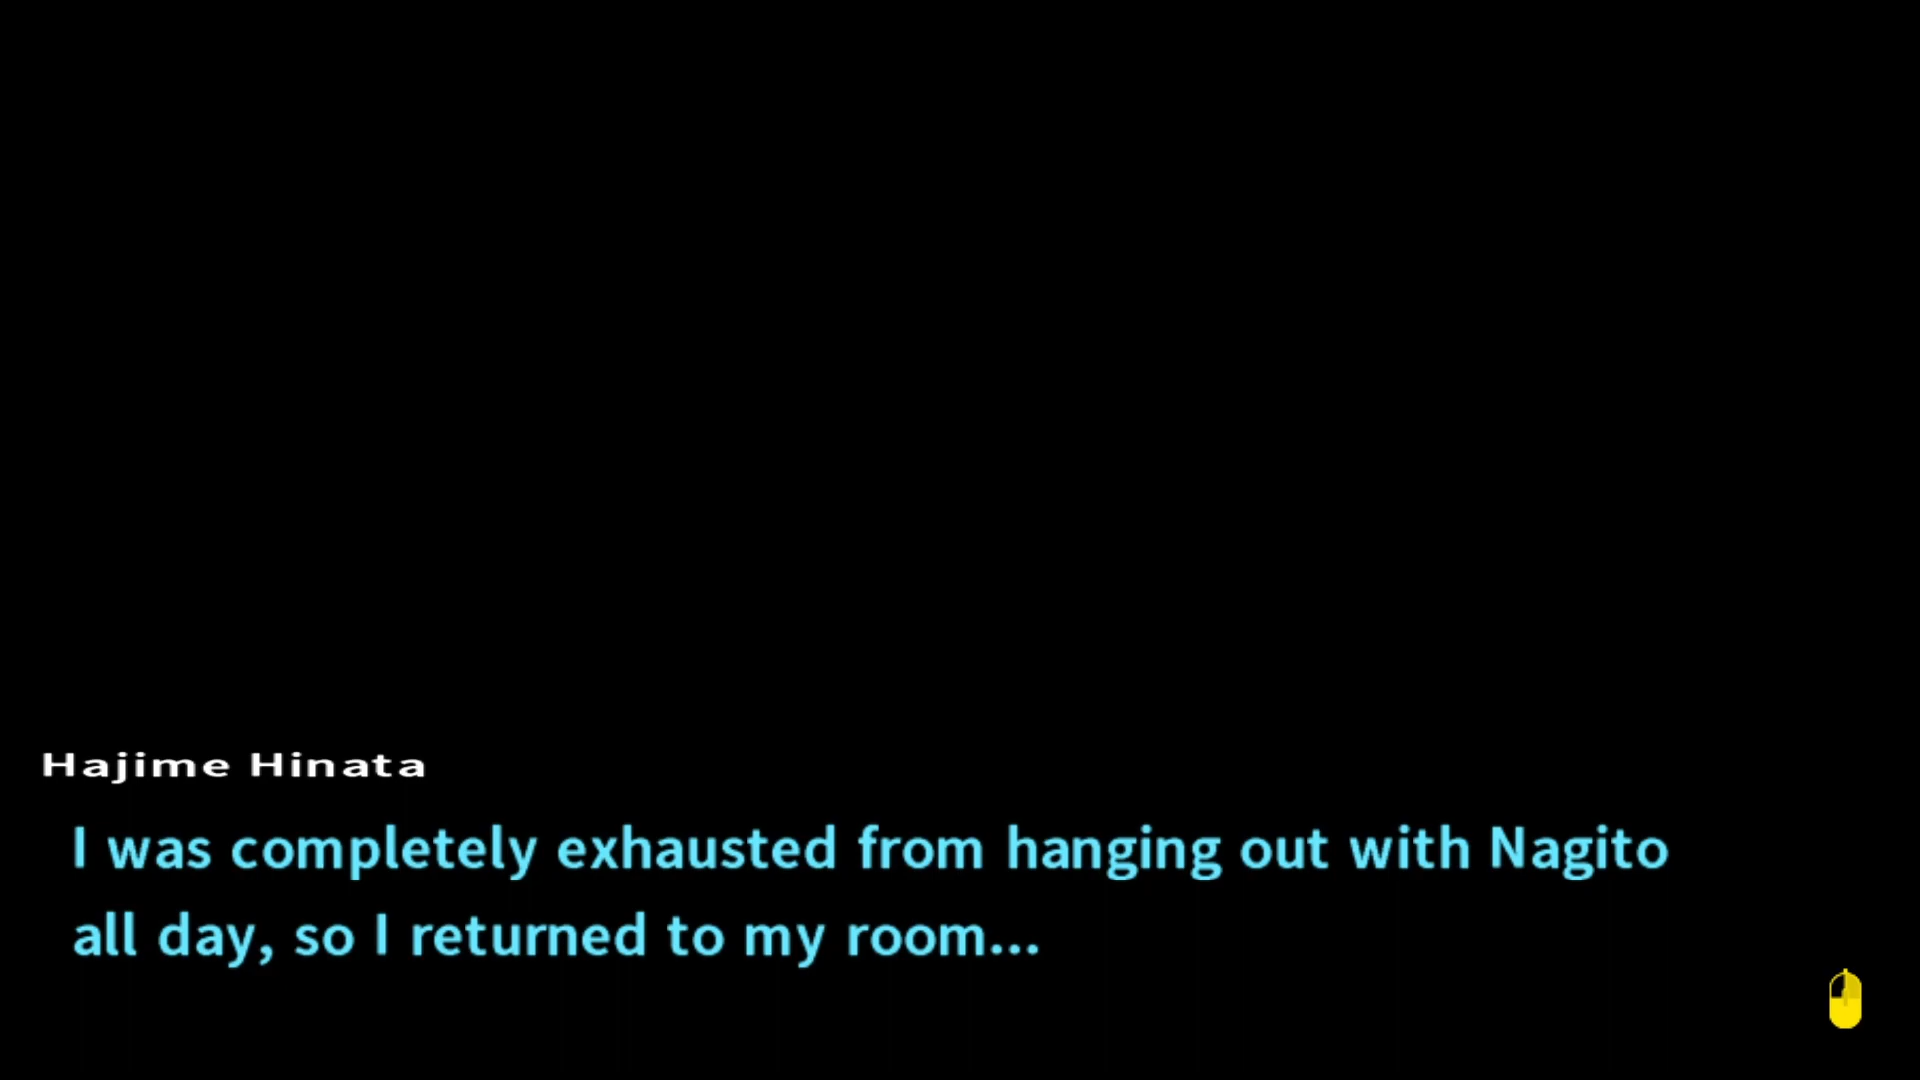 Hajime Hinata
I was completely exhausted from hanging out with Nagito
all day, so I returned to my room...